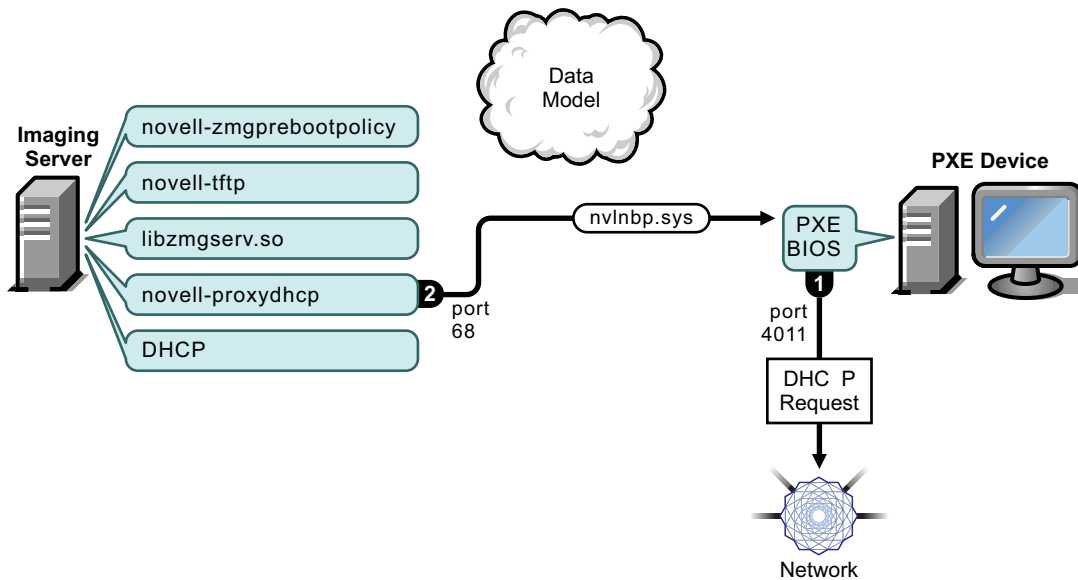 Data
Model
Imaging
Server
novell-zmgprebootpolicy
novell-tftp
libzmgserv.so
novell-proxydhcp
DHCP
2
port
68
nvlnbp.sys
PXE
BIOS
PXE Device
1
port
4011
DHC P
Request
Network